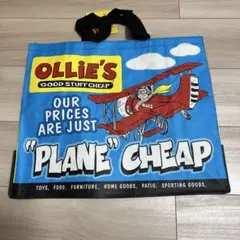 OLLiE'S
GOOD STUFF CHEAP
OUR
PRICES
ARE JUST
"PLANE" CHEAP
TOYS, FOOD, FURNITURE, HOME GOODS, PATIO, SPORTING GOODS,